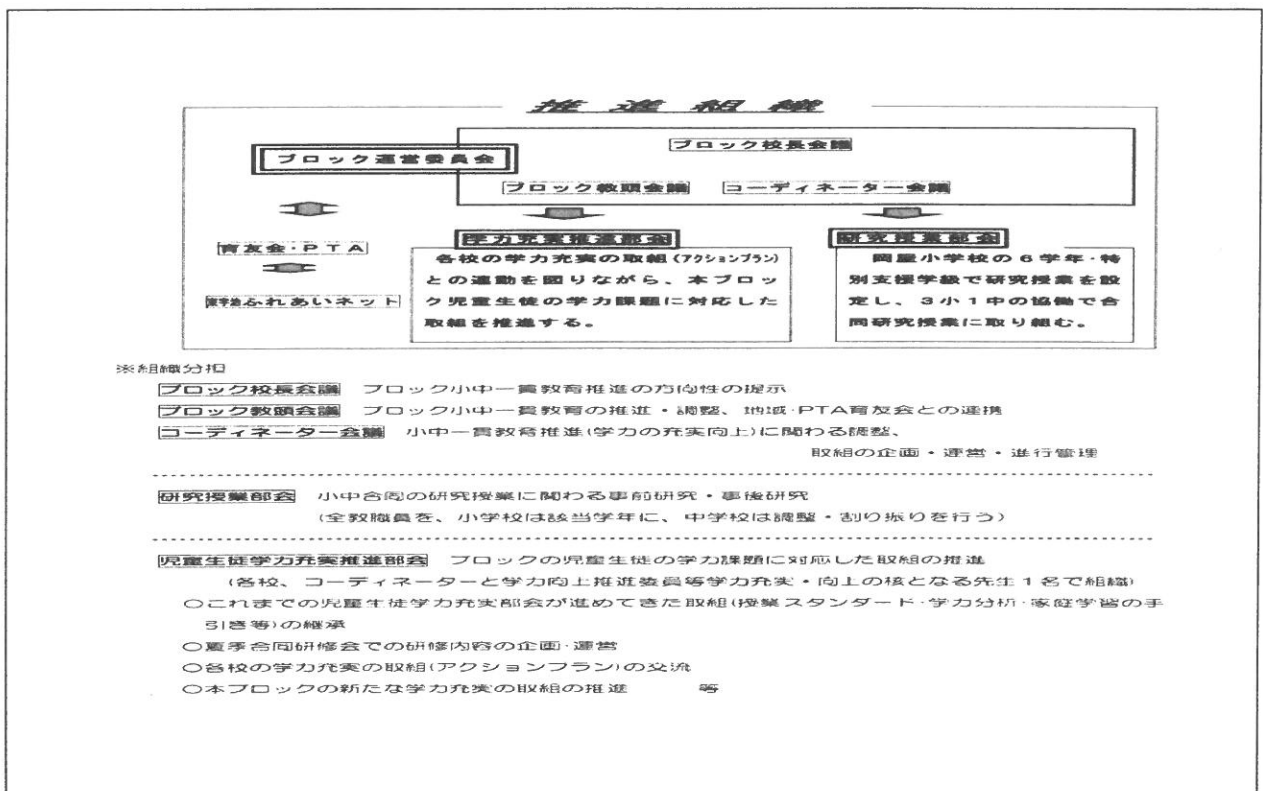 推進組織
ブロック校長会議
ブロック運営委員会
ブロック教頭会議 コーディネーター会議
育友会・PTA
ふれあいネット
学力充実推進部会
各校の学力充実の取組(アクションプラン)
との連動を図りながら、本ブロッ
ク児童生徒の学力課題に対応した
取組を推進する。
研究授業部会
岡屋小学校の6学年・特
別支援学級で研究授業を設
定し、3小1中の協働で合
同研究授業に取り組む。
※組織分担
ブロック校長会議 ブロック小中一貫教育推進の方向性の提示
ブロック教頭会議 ブロック小中一貫教育の推進・調整、地域・PTA育友会との連携
コーディネーター会議 小中一貫教育推進(学力の充実向上)に関わる調整、
取組の企画・運営・進行管理
研究授業部会 小中合同の研究授業に関わる事前研究・事後研究
(全教職員を、小学校は該当学年に、中学校は調整・割り振りを行う)
児童生徒学力充実推進部会 ブロックの児童生徒の学力課題に対応した取組の推進
(各校、コーディネーターと学力向上推進委員等学力充実・向上の核となる先生1名で組織)
○これまでの児童生徒学力充実部会が進めてきた取組(授業スタンダード・学力分析・家庭学習の手
引き等)の継承
○夏季合同研修会での研修内容の企画・運営
○各校の学力充実の取組(アクションプラン)の交流
○本ブロックの新たな学力充実の取組の推進 等